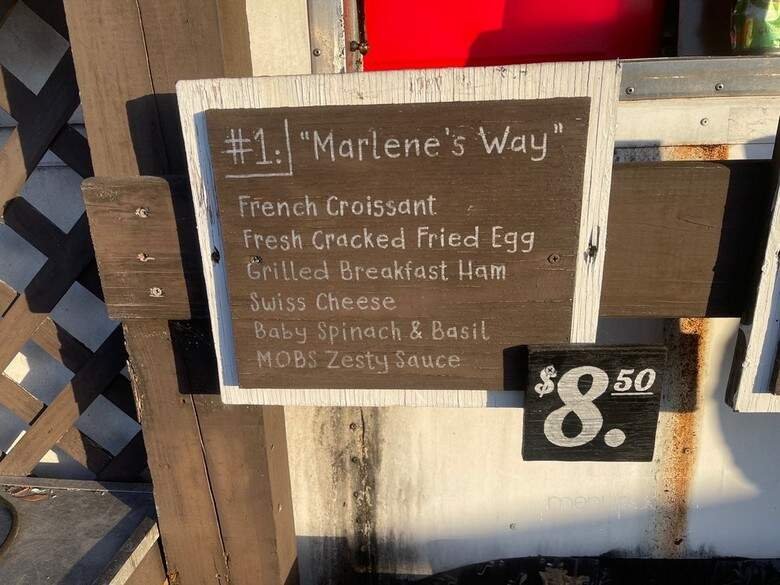 #1. "Marlene's Way"
French Croissant
Fresh Cracked Fried Egg
Grilled Breakfast Ham
Swiss Cheese
Baby Spinach & Basil
MOBS Zesty Sauce
$8.50